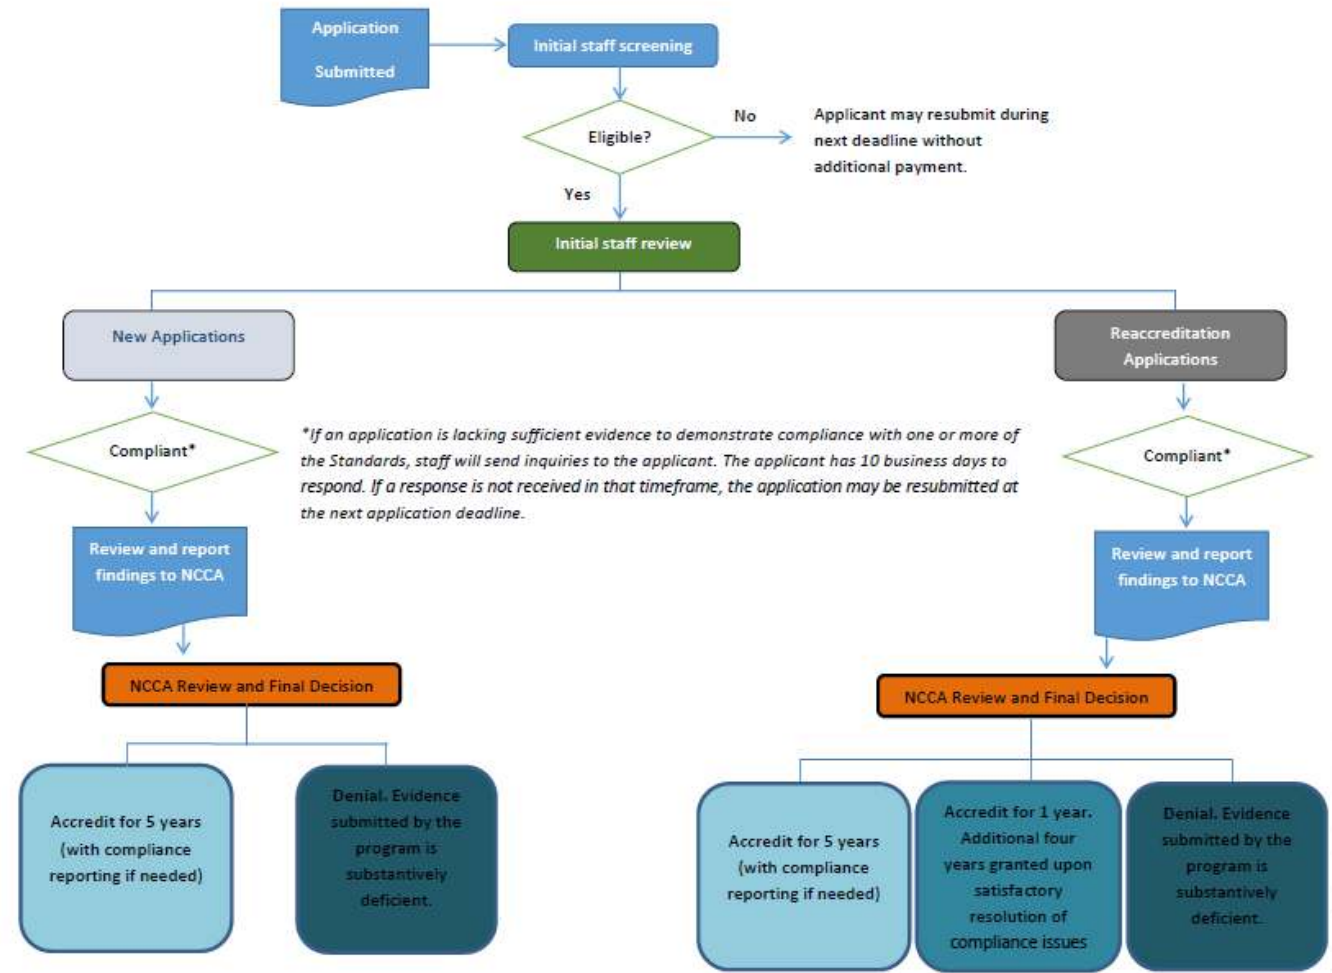 Application
Submitted
Initial staff screening
Eligible?
No
Applicant may resubmit during
next deadline without
additional payment.
Yes
Initial staff review
New Applications
Reaccreditation
Applications
Compliant*
*If an application is lacking sufficient evidence to demonstrate compliance with one or more of
the Standards, staff will send inquiries to the applicant. The applicant has 10 business days to
respond. If a response is not received in that timeframe, the application may be resubmitted at
the next application deadline.
Compliant*
Review and report
findings to NCCA
Review and report
findings to NCCA
NCCA Review and Final Decision
NCCA Review and Final Decision
Accredit for 5 years
(with compliance
reporting if needed)
Denial. Evidence
submitted by the
program is
substantively
deficient.
Accredit for 5 years
(with compliance
reporting if needed)
Accredit for 1 year.
Additional four
years granted upon
satisfactory
resolution of
compliance issues
Denial. Evidence
submitted by the
program is
substantively
deficient.